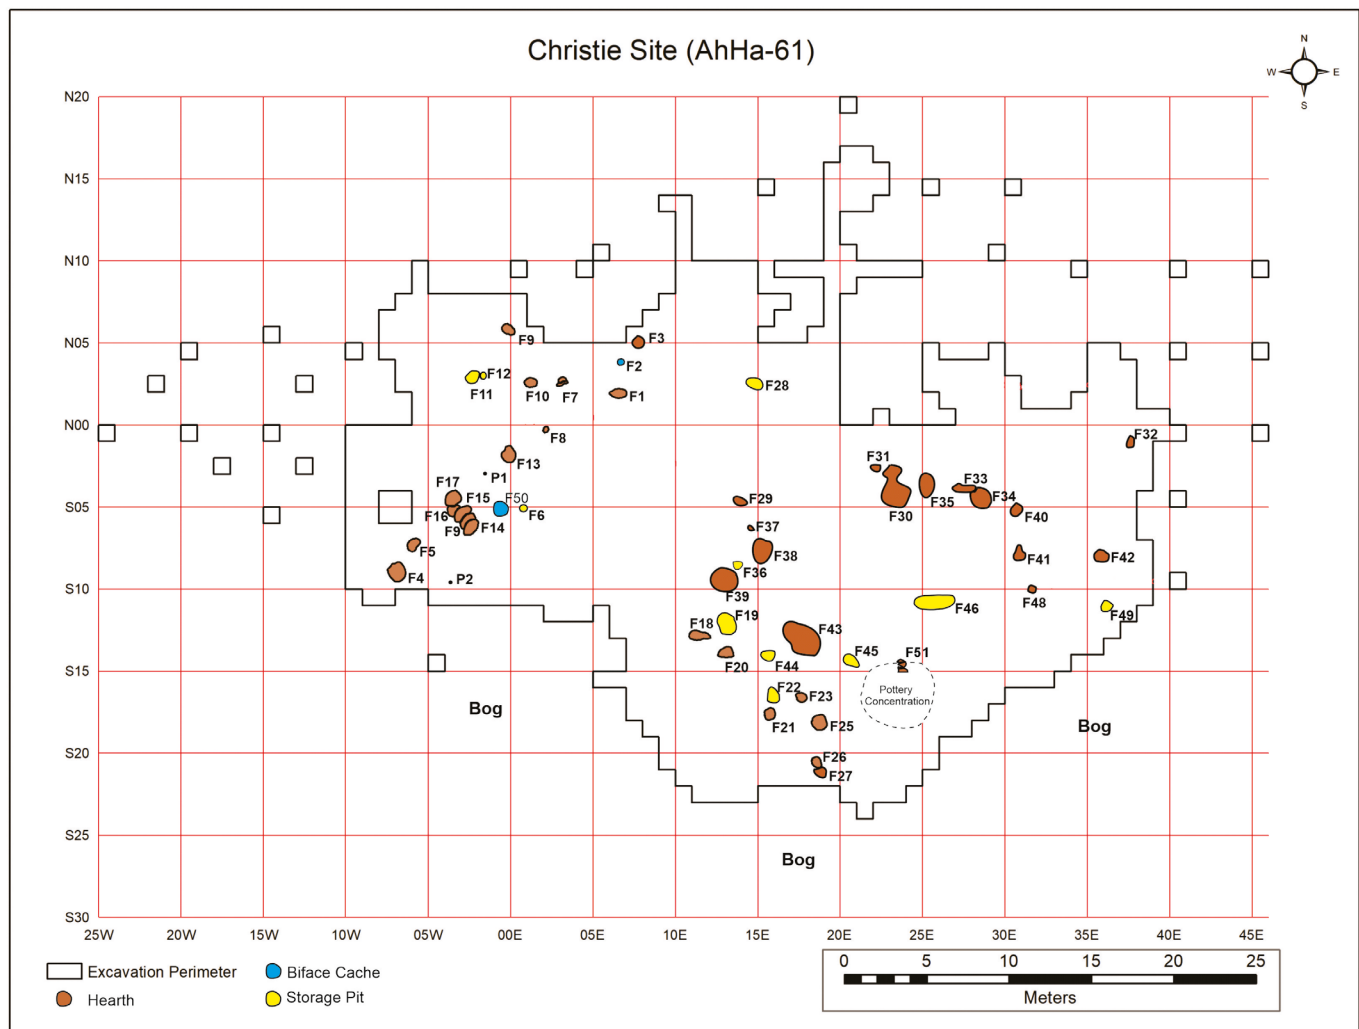 Christie Site (AhHa-61)
N
W E
S
N20
N15
N10
N05
N00
S05
S10
S15
S20
S25
S30
F9
F3
F2
F12
F11
F10
F7
F1
F28
F8
F32
F13
P1
F31
F17
F15
F50
F29
F33
F34
F35
F16
F6
F30
F40
F9
F14
F37
F5
F38
F41
F42
F4
P2
F36
F39
F48
F46
F49
F19
F18
F43
F20
F44
F45
F51
Pottery
Concentration
F22
F23
F21
F25
Bog
Bog
F26
F27
Bog
25W 20W 15W 10W 05W 00E 05E 10E 15E 20E 25E 30E 35E 40E 45E
Excavation Perimeter
Biface Cache
Hearth
Storage Pit
0 5 10 15 20 25
Meters